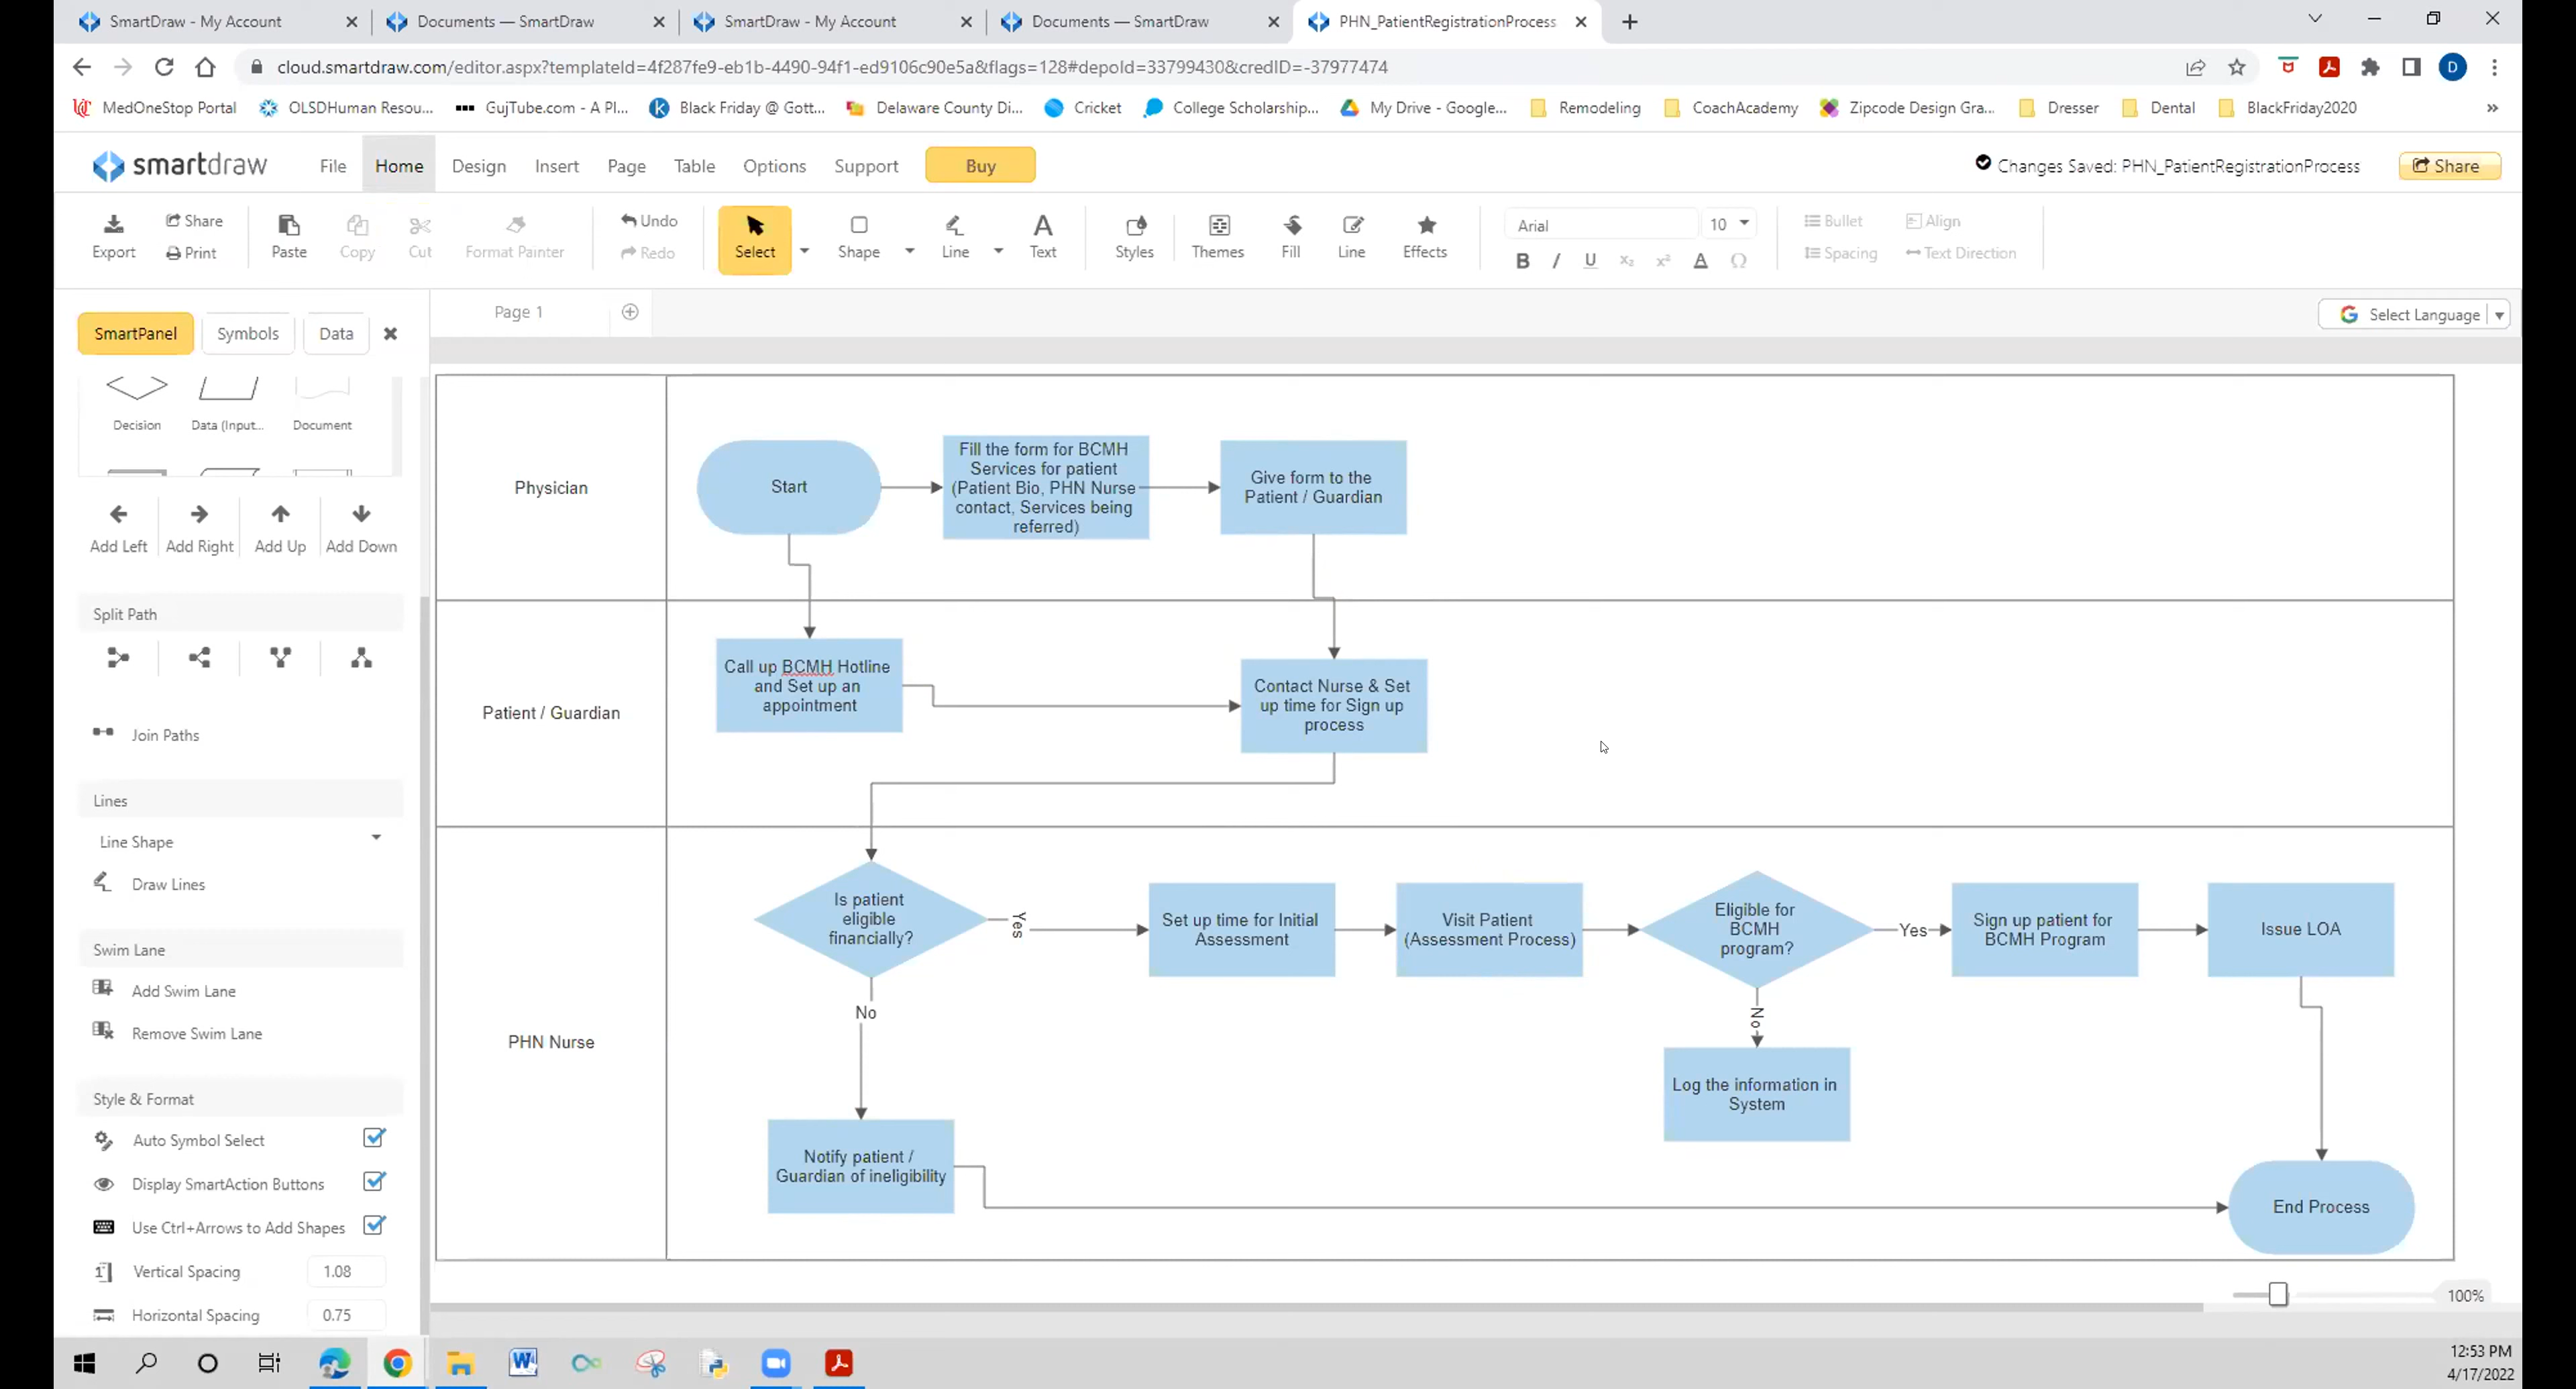 SmartDraw - My Account
Documents — SmartDraw
SmartDraw - My Account
Documents — SmartDraw
PHN_PatientRegistrationProcess
cloud.smartdraw.com/editor.aspx?templateId=4f287fe9-eb1b-4490-94f1-ed9106c90e5a&flags=128#depoId=33799430&credID=-37977474
D
MedOneStop Portal
OLSDHuman Resou...
GujTube.com - A Pl...
Black Friday @ Gott...
Delaware County Di...
Cricket
College Scholarship...
My Drive - Google...
Remodeling
CoachAcademy
Zipcode Design Gra...
Dresser
Dental
BlackFriday2020
»
smartdraw
File
Home
Design
Insert
Page
Table
Options
Support
Buy
Changes Saved: PHN_PatientRegistrationProcess
Share
Export
Share
Print
Paste
Copy
Cut
Format Painter
Undo
Redo
Select
Shape
Line
Text
Styles
Themes
Fill
Line
Effects
Arial
10
B I U x₂ x² A Ω
Bullet
Spacing
Align
Text Direction
SmartPanel
Symbols
Data
Page 1
Select Language
Decision
Data (Input...
Document
Add Left
Add Right
Add Up
Add Down
Split Path
Join Paths
Lines
Line Shape
Draw Lines
Swim Lane
Add Swim Lane
Remove Swim Lane
Style & Format
Auto Symbol Select
Display SmartAction Buttons
Use Ctrl+Arrows to Add Shapes
Vertical Spacing
1.08
Horizontal Spacing
0.75
Physician
Start
Fill the form for BCMH
Services for patient
(Patient Bio, PHN Nurse
contact, Services being
referred)
Give form to the
Patient / Guardian
Patient / Guardian
Call up BCMH Hotline
and Set up an
appointment
Contact Nurse & Set
up time for Sign up
process
PHN Nurse
Is patient
eligible
financially?
Yes
Set up time for Initial
Assessment
Visit Patient
(Assessment Process)
Eligible for
BCMH
program?
Yes
Sign up patient for
BCMH Program
Issue LOA
No
No
Log the information in
System
Notify patient /
Guardian of ineligibility
End Process
100%
12:53 PM
4/17/2022